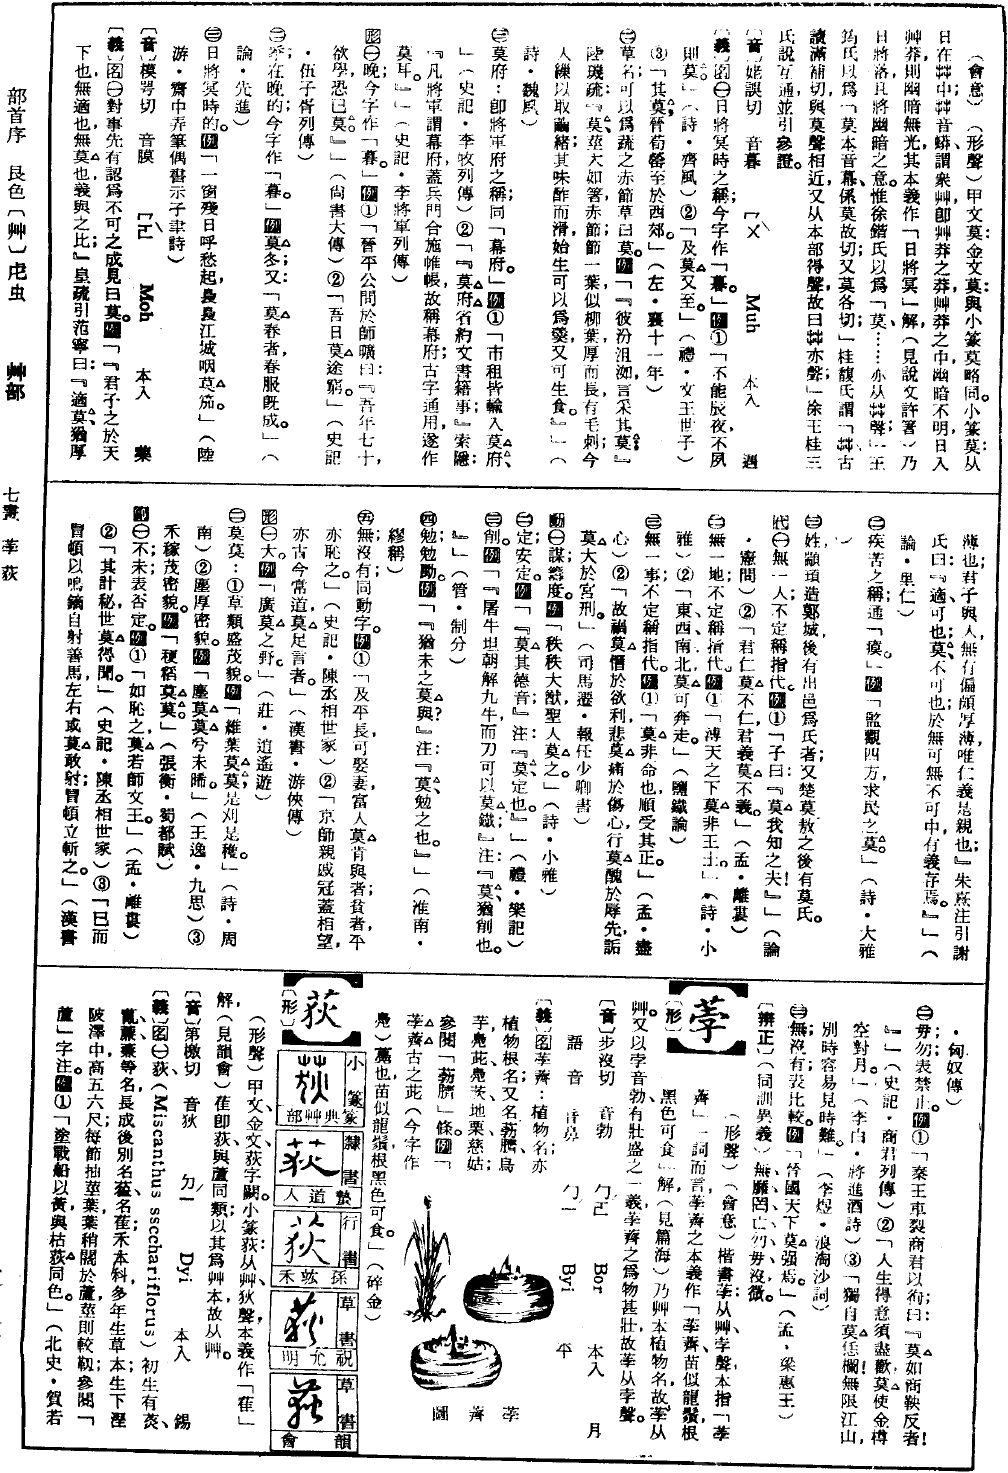 部首序 艮色〔艸〕虍虫 艸部 七畫 荸荻
（會意）（形聲）甲文莫金文莫與小篆莫略同。小篆莫：从
日在茻中，茻音蟒，謂衆艸，卽艸莽之莽，艸莽之中幽暗不明，日入
艸莽則幽暗無光，其本義作「日將冥」解（見說文許箸），乃
日將落且將幽暗之意。惟徐鍇氏以爲「莫……亦从茻聲」王
筠氏以爲「莫本音幕，係莫故切，又莫各切」桂馥氏謂「茻古
讀滿補切，與莫聲相近，又从本部得聲，故曰茻亦聲」徐王桂三
氏說互通，並引參證。
〔音〕姥誤切 音暮 ㄇㄨˋ Muh 本入 遇
〔義〕图㊀日將冥時之稱，今字作「暮」。例①「不能辰夜，不夙
則莫。」（詩・齊風）②「及莫又至」（禮・文王世子）
③「其莫，晉荀罃至於西郊」（左・襄十一年）
㊁草名，可以爲蔬之赤節草曰莫。例「『彼汾沮洳，言采其莫』
陸璣疏『莫，莖大如箸，赤節，節一葉，似柳葉，厚而長，有毛刺，今
人繅以取繭緖，其味酢而滑，始生可以爲羹，又可生食。』」（
詩・魏風）
㊂莫府：卽將軍府之稱；同「幕府」。例①「市租皆輸入莫府
」（史記・李牧列傳）②「『莫府省約文書籍事』索隱：
『凡將軍謂幕府，蓋兵門合施帷帳，故稱幕府；古字通用，遂作
莫耳。』」（史記・李將軍列傳）
形㊀晚，今字作「暮」。例①「晉平公問於師曠曰：『吾年七十，
欲學恐已莫。』」（尙書大傳）②「吾日莫途窮。」（史記
・伍子胥列傳）
㊁季在晚的，今字作「暮」。例莫冬；又「莫春者，春服旣成。」（
論・先進）
㊂日將冥時的。例「一窗殘日呼愁起，裊裊江城咽莫笳。」（陸
游・齋中弄筆偶書示子聿詩）
〔音〕模咢切 音膜 ㄇㄛˋ Moh 本入 藥
〔義〕图㊀對事先有認爲不可之成見曰莫。例「『君子之於天
下也，無適也，無莫也，義與之比；』皇疏引范寧曰：『適莫，猶厚
薄也；君子與人，無有偏頗厚薄，唯仁義是親也』朱熹注引謝
氏曰：『適，可也；莫，不可也；於無可無不可中，有義存焉。』」（
論・里仁）
㊁疾苦之稱；通「瘼」。例「監觀四方，求民之莫。」（詩・大雅
）
㊂姓，顓頊造鄚城，後有出邑爲氏者；又楚莫敖之後有莫氏。
代㊀無一人；不定稱指代。例①「子曰：『莫我知之夫！』」（論
・憲問）②「君仁，莫不仁，君義，莫不義。」（孟・離婁）
㊁無一地；不定稱指代。例①「溥天之下，莫非王土」（詩・小
雅）②「東、西、南、北，莫可奔走」（鹽鐵論）
㊂無一事；不定稱指代。例①「莫非命也，順受其正。」（孟・盡
心）②「故禍莫憯於欲利，悲莫痛於傷心，行莫醜於辱先，詬
莫大於宮刑。」（司馬遷・報任少卿書）
動㊀謀；籌度。例「秩秩大猷，聖人莫之。」（詩・小雅）
㊁定；安定。例「『莫其德音』注：『莫，定也。』」（禮・樂記）
㊂削。例「『屠牛坦朝解九牛，而刀可以莫鐵』注：『莫，猶削也。
』」（管・制分）
㊃勉；勉勵。例「『猶未之莫與？』注：『莫，勉之也。』」（淮南・
繆稱）
㊄無；沒有；同動字。例①「及平長，可娶妻，富人莫肯與者，貧者，平
亦恥之」（史記・陳丞相世家）②「京師親戚冠蓋相望，
亦古今常道，莫足言者。」（漢書・游俠傳）
形㊀大。例「廣莫之野」（莊・逍遙遊）
㊁莫莫：①草類盛茂貌。例「維葉莫莫，是刈是穫。」（詩・周
南）②塵厚密貌。例「塵莫莫兮未晞」（王逸・九思）③
禾稼茂密貌。例「稉稻莫莫。」（張衡・蜀都賦）
副㊀不；未；表否定。例①「如恥之，莫若師文王。」（孟・離婁）
②「其計秘，世莫得聞。」（史記・陳丞相世家）③「已而
冒頓以鳴鏑自射善馬，左右或莫敢射，冒頓立斬之。」（漢書
・匈奴傳）
㊁毋；勿；表禁止。例①「秦王車裂商君以徇，曰：『莫如商鞅反者！
』」（史記・商君列傳）②「人生得意須盡歡，莫使金樽
空對月。」（李白・將進酒詩）③「獨自莫凭欄！無限江山，
別時容易見時難。」（李煜・浪淘沙詞）
㊂無；沒有；表比較。例「晉國，天下莫强焉。」（孟・梁惠王）
〔辨正〕（同訓異義）無、靡、罔、亡、勿、毋、沒、微。
荸
〔形〕（形聲）（會意）楷書荸：从艸孛聲，本指「荸
薺」一詞而言，荸薺之本義作「荸薺苗似龍鬚，根
黑色，可食」解（見篇海），乃艸本植物名，故荸从
艸。又以孛音勃，有壯盛之一義，荸薺之爲物甚壯，故荸从孛聲。
〔音〕步沒切 音勃 ㄅㄛˊ Bor 本入 月
語音 音鼻 ㄅㄧˊ Byi 平
〔義〕图荸薺：植物名，亦
植物根名；又名葧臍、烏
芋、鳧茈、鳧茨、地栗、慈姑；
參閱「葧臍」條。例「
荸薺，古之茈（今字作
鳧）藁也，苗似龍鬚，根黑色，可食。」（碎金）
荸薺圖
荻
〔形〕
小篆 篆典艸部
隸書 墊道人
行書 孫竑禾
草書 祝允明
草書 草書韻會
（形聲）甲文、金文荻字闕。小篆荻：从艸狄聲，本義作「萑」
解（見韻會），萑卽荻，與蘆同類，以其爲艸本，故从艸。
〔音〕第激切 音狄 ㄉㄧˊ Dyi 本入 錫
〔義〕图㊀荻（Miscanthus sscchariflorus）初生有菼、
薍、蒹、薕等名，長成後別名萑，禾本科，多年生草本；生下溼
陂澤中，高五六尺，每節抽莖葉，葉稍闊於蘆，莖則較韌；參閱「
蘆」字注。例①「塗戰船以黃，與枯荻同色。」（北史・賀若